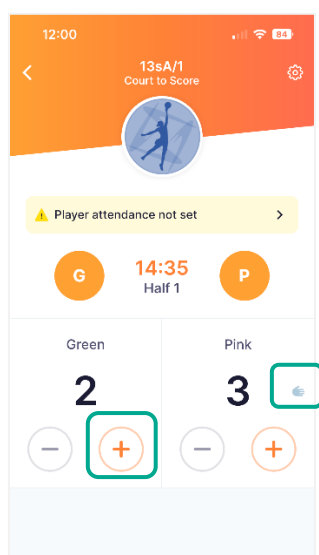 12:00
84
13sA/1
Court to Score
Player attendance not set
G
14:35
P
Half 1
Green
Pink
2
3